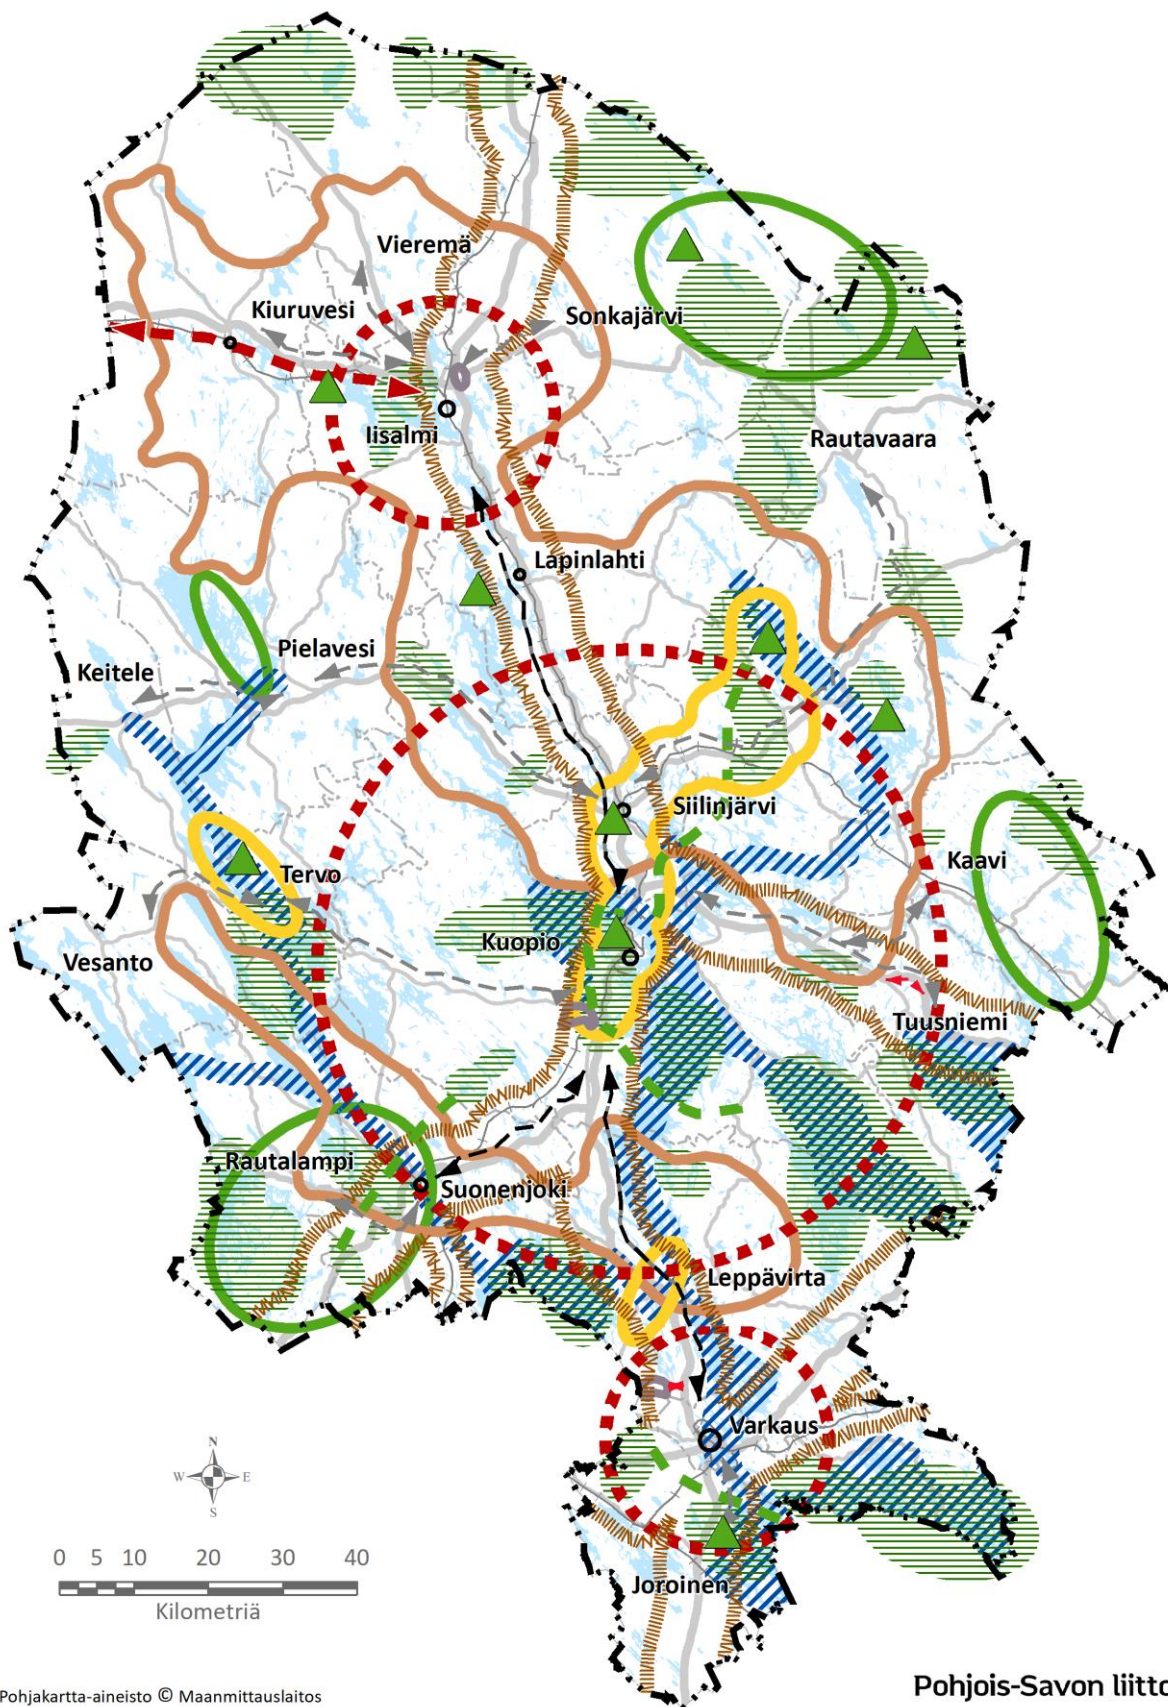 Vieremä
Kiuruvesi
Sonkajärvi
Iisalmi
Rautavaara
Lapinlahti
Pielavesi
Keitele
Siilinjärvi
Tervo
Kaavi
Kuopio
Vesanto
Tuusniemi
Rautalampi
Suonenjoki
Leppävirta
Varkaus
N
W E
S
0 5 10 20 30 40
Kilometriä
Joroinen
Pohjakartta-aineisto © Maanmittauslaitos
Pohjois-Savon liitto